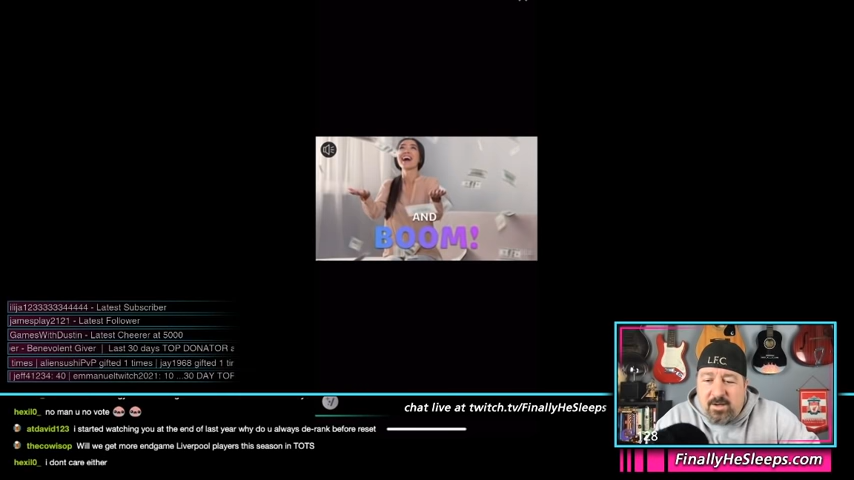 AND
BOOM!
ilija1233333344444 - Latest Subscriber
jamesplay2121 - Latest Follower
GamesWithDustin - Latest Cheerer at 5000
er - Benevolent Giver | Last 30 days TOP DONATOR
times | aliensushiPvP gifted 1 times | jay1968 gifted 1
jeff41234: 40 | emmanueltwitch2021: 10 ...30 DAY TOP
L.F.C.
28
chat live at twitch.tv/FinallyHeSleeps
FinallyHeSleeps.com
hexil0_ no man u no vote
atdavid123 i started watching you at the end of last year why do u always de-rank before reset
thecowisop Will we get more endgame Liverpool players this season in TOTS
hexil0_ i dont care either